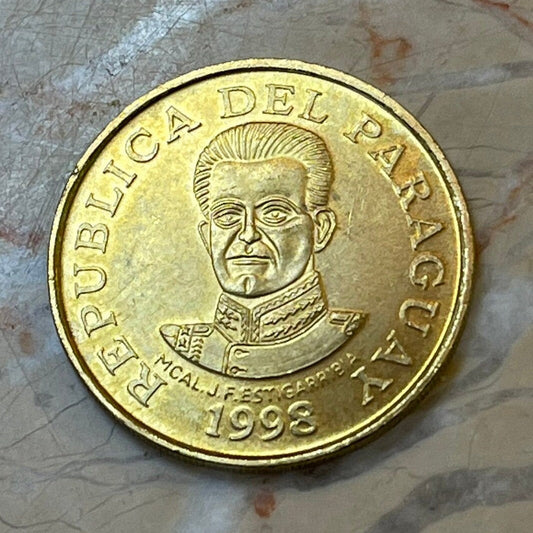 REPUBLICA DEL PARAGUAY
MCAL.J.F.ESTIGARRIBIA
1998